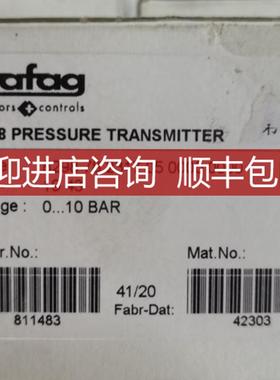 afag
ors + controls
8 PRESSURE TRANSMITTER
迎进店咨询 顺丰包
ge : 0...10 BAR
r.No.:
Mat.No.:
811483
41/20
Fabr-Dat:
42303